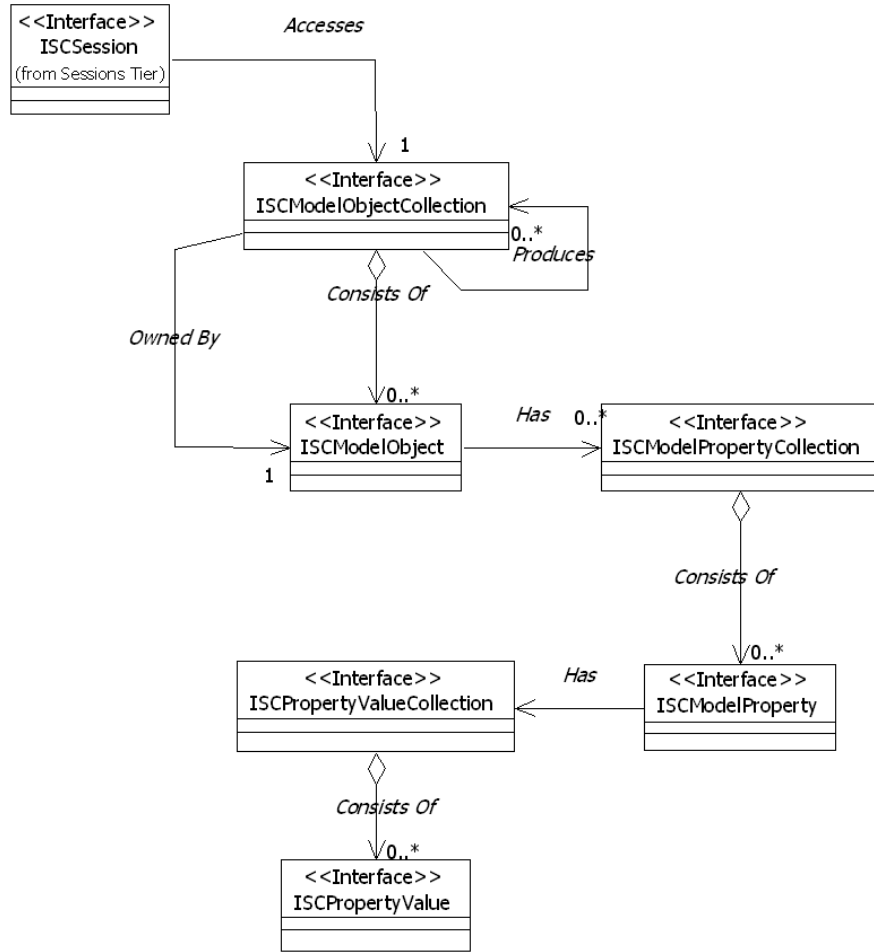 <<Interface>>
ISCSession
(from Sessions Tier)
Accesses
1
<<Interface>>
ISCModelObjectCollection
0..*
Produces
Consists Of
Owned By
0..*
<<Interface>>
ISCModelObject
1
Has
0..*
<<Interface>>
ISCModelPropertyCollection
Consists Of
0..*
<<Interface>>
ISCModelProperty
Has
<<Interface>>
ISCPropertyValueCollection
Consists Of
0..*
<<Interface>>
ISCPropertyValue